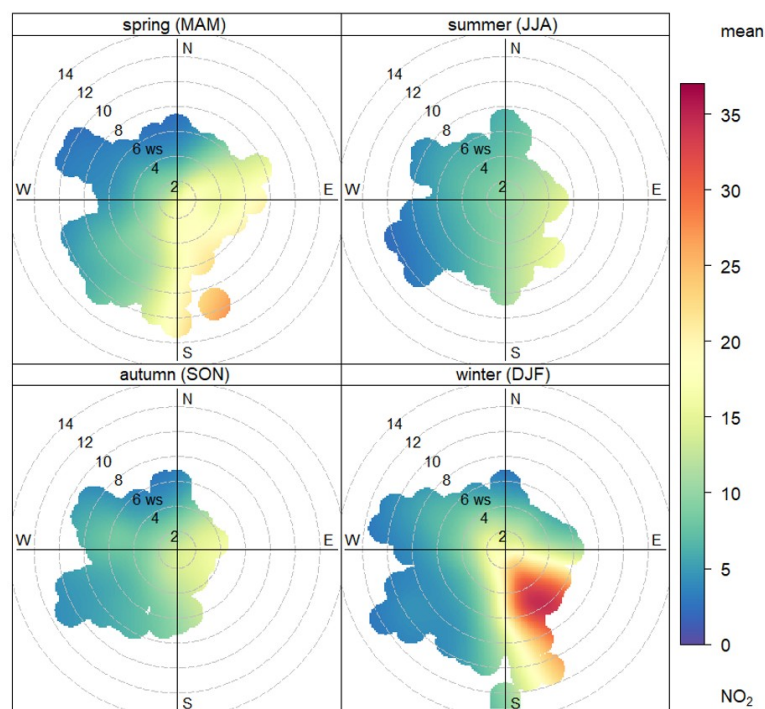 spring (MAM)
summer (JJA)
mean
N
14
12
10
8
6 ws
4
2
W
E
S
N
14
12
10
8
6 ws
4
2
W
E
S
autumn (SON)
winter (DJF)
N
14
12
10
8
6 ws
4
2
W
E
S
N
14
12
10
8
6 ws
4
2
W
E
S
35
30
25
20
15
10
5
0
NO₂